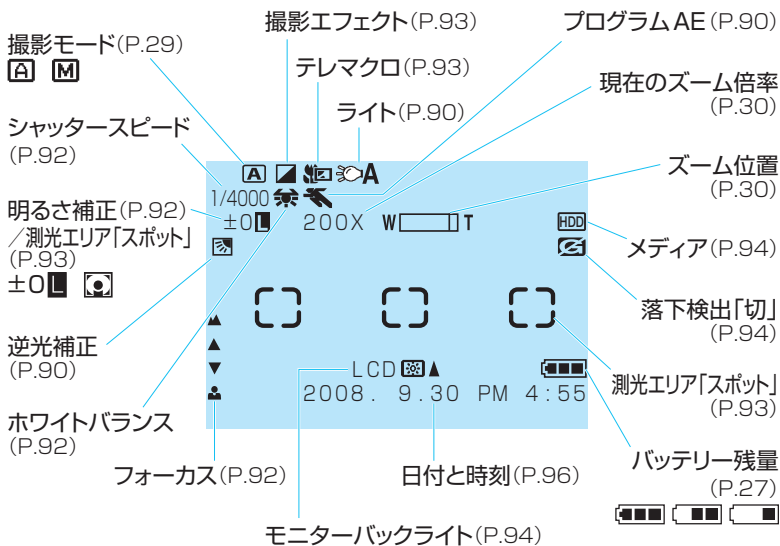 撮影エフェクト(P.93)
プログラムAE(P.90)
撮影モード(P.29)
A M
テレマクロ(P.93)
現在のズーム倍率
(P.30)
ライト(P.90)
シャッタースピード
(P.92)
ズーム位置
(P.30)
A A
1/4000
明るさ補正(P.92)
/測光エリア「スポット」
(P.93)
±0L
±0L 200X W T HDD
メディア(P.94)
落下検出「切」
(P.94)
逆光補正
(P.90)
LCD
測光エリア「スポット」
(P.93)
2008. 9.30 PM 4:55
ホワイトバランス
(P.92)
フォーカス(P.92)
日付と時刻(P.96)
バッテリー残量
(P.27)
モニターバックライト(P.94)